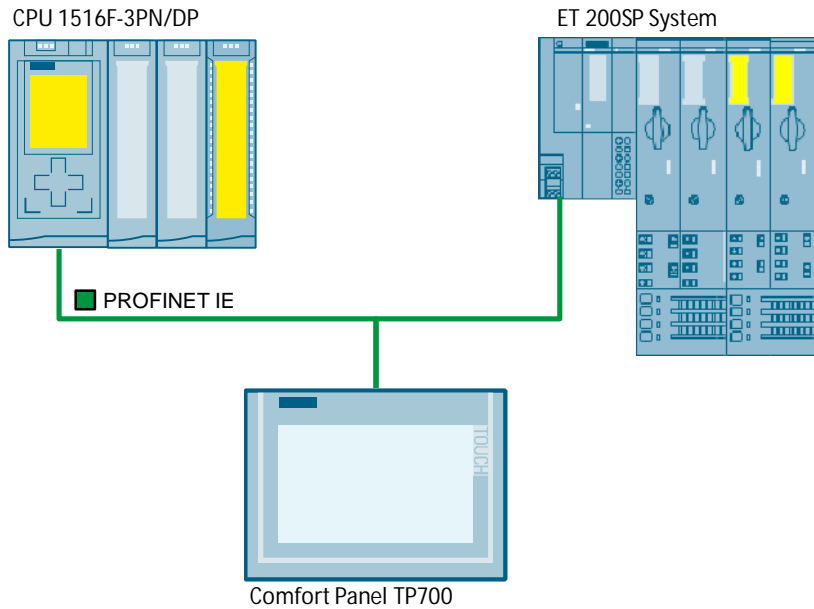 CPU 1516F-3PN/DP
ET 200SP System
PROFINET IE
TOUCH
Comfort Panel TP700